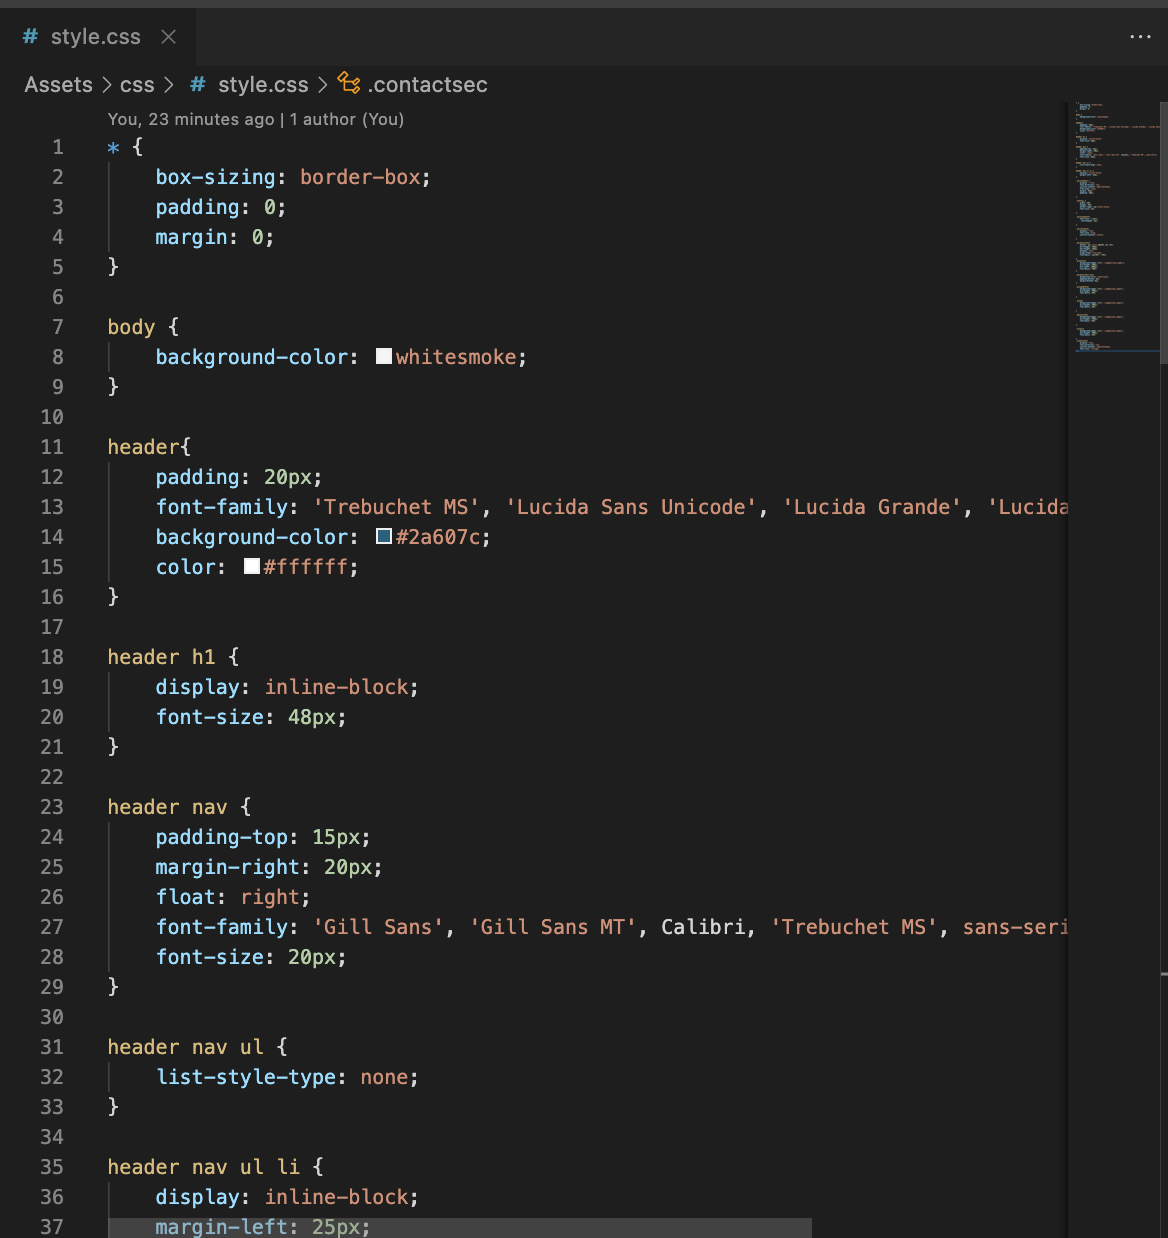 # style.css ×
Assets > css > # style.css > .contactsec
You, 23 minutes ago | 1 author (You)
1 * {
2 box-sizing: border-box;
3 padding: 0;
4 margin: 0;
5 }
6
7 body {
8 background-color: whitesmoke;
9 }
10
11 header{
12 padding: 20px;
13 font-family: 'Trebuchet MS', 'Lucida Sans Unicode', 'Lucida Grande', 'Lucida
14 background-color: #2a607c;
15 color: #ffffff;
16 }
17
18 header h1 {
19 display: inline-block;
20 font-size: 48px;
21 }
22
23 header nav {
24 padding-top: 15px;
25 margin-right: 20px;
26 float: right;
27 font-family: 'Gill Sans', 'Gill Sans MT', Calibri, 'Trebuchet MS', sans-seri
28 font-size: 20px;
29 }
30
31 header nav ul {
32 list-style-type: none;
33 }
34
35 header nav ul li {
36 display: inline-block;
37 margin-left: 25px;